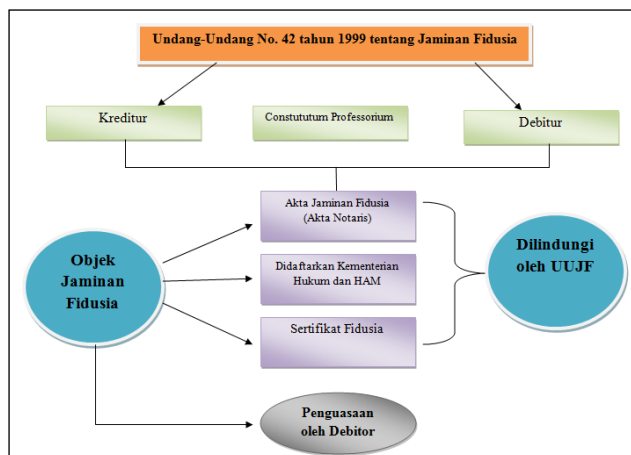 Undang-Undang No. 42 tahun 1999 tentang Jaminan Fidusia
Kreditur
Constututum Professorium
Debitur
Akta Jaminan Fidusia
(Akta Notaris)
Objek
Jaminan
Fidusia
Didaftarkan Kementerian
Hukum dan HAM
Dilindungi
oleh UUJF
Sertifikat Fidusia
Penguasaan
oleh Debitor